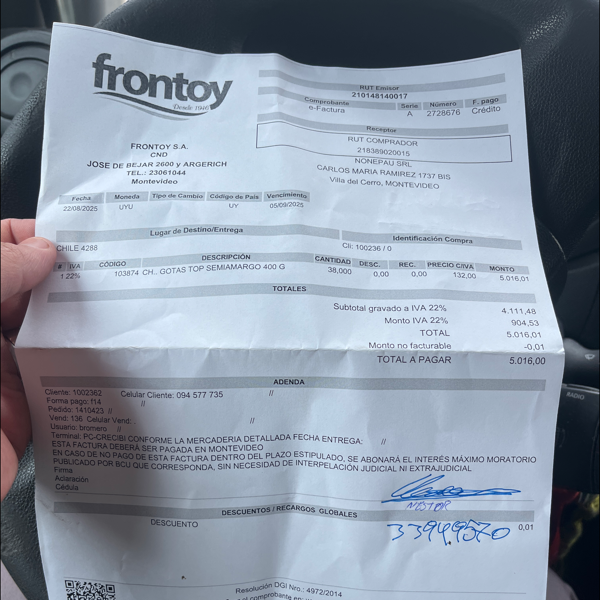 frontoy
Desde 1946
FRONTOY S.A.
CND
JOSE DE BEJAR 2600 y ARGERICH
TEL.: 23061044
Montevideo
RUT Emisor
210148140017
Comprobante Serie Número F. pago
e-Factura A 2728676 Crédito
Receptor
RUT COMPRADOR
218389020015
NONEPAU SRL
CARLOS MARIA RAMIREZ 1737 BIS
Villa del Cerro, MONTEVIDEO
Fecha Moneda Tipo de Cambio Código de País Vencimiento
22/08/2025 UYU UY 05/09/2025
Lugar de Destino/Entrega Identificación Compra
CHILE 4288 Cli: 100236 / 0
# IVA CÓDIGO DESCRIPCIÓN CANTIDAD DESC. REC. PRECIO C/IVA MONTO
1 22% 103874 CH.. GOTAS TOP SEMIAMARGO 400 G 38,000 0,00 0,00 132,00 5.016,01
TOTALES
Subtotal gravado a IVA 22% 4.111,48
Monto IVA 22% 904,53
TOTAL 5.016,01
Monto no facturable -0,01
TOTAL A PAGAR 5.016,00
ADENDA
Cliente: 1002362 Celular Cliente: 094 577 735 //
Forma pago: f14 //
Pedido: 1410423 //
Vend: 136 Celular Vend: . //
Usuario: bromero //
Terminal: PC-CRECIBI CONFORME LA MERCADERIA DETALLADA FECHA ENTREGA: //
ESTA FACTURA DEBERÁ SER PAGADA EN MONTEVIDEO
EN CASO DE NO PAGO DE ESTA FACTURA DENTRO DEL PLAZO ESTIPULADO, SE ABONARÁ EL INTERÉS MÁXIMO MORATORIO
PUBLICADO POR BCU QUE CORRESPONDA, SIN NECESIDAD DE INTERPELACIÓN JUDICIAL NI EXTRAJUDICIAL
Firma
Aclaración
Cédula
NESTOR
DESCUENTOS / RECARGOS GLOBALES
DESCUENTO 0,01
Resolución DGI Nro.: 4972/2014
RADIO